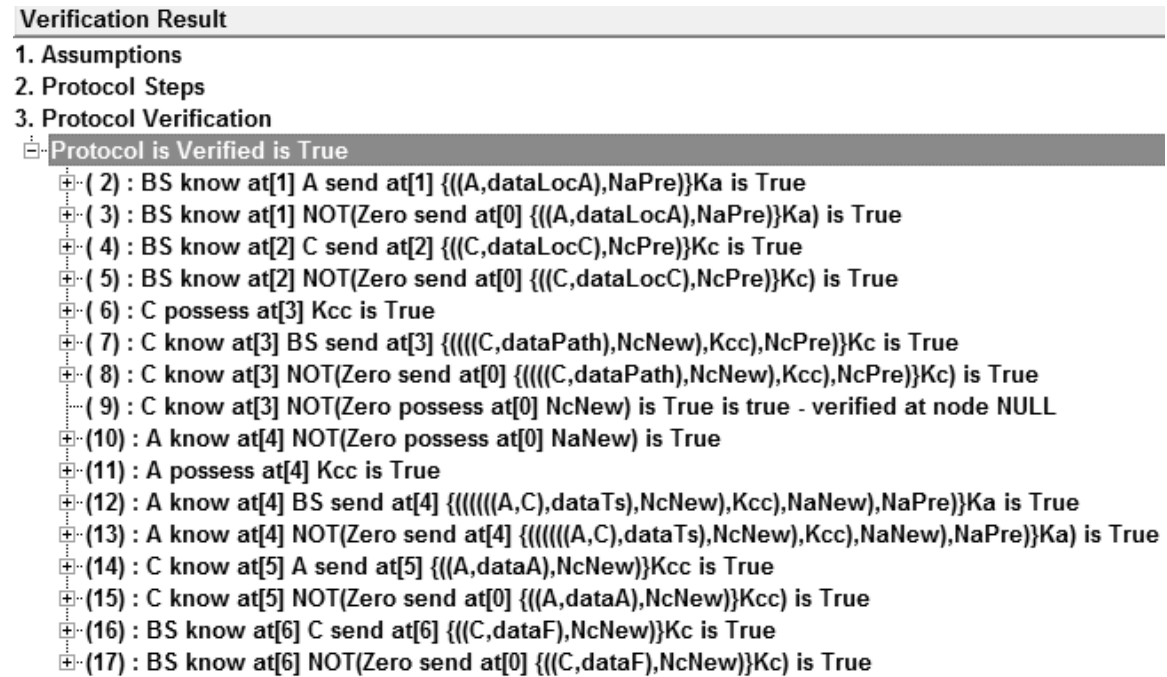 Verification Result
1. Assumptions
2. Protocol Steps
3. Protocol Verification
Protocol is Verified is True
( 2) : BS know at[1] A send at[1] {((A,dataLocA),NaPre)}Ka is True
( 3) : BS know at[1] NOT(Zero send at[0] {((A,dataLocA),NaPre)}Ka) is True
( 4) : BS know at[2] C send at[2] {((C,dataLocC),NcPre)}Kc is True
( 5) : BS know at[2] NOT(Zero send at[0] {((C,dataLocC),NcPre)}Kc) is True
( 6) : C possess at[3] Kcc is True
( 7) : C know at[3] BS send at[3] {((((C,dataPath),NcNew),Kcc),NcPre)}Kc is True
( 8) : C know at[3] NOT(Zero send at[0] {((((C,dataPath),NcNew),Kcc),NcPre)}Kc) is True
( 9) : C know at[3] NOT(Zero possess at[0] NcNew) is True is true - verified at node NULL
(10) : A know at[4] NOT(Zero possess at[0] NaNew) is True
(11) : A possess at[4] Kcc is True
(12) : A know at[4] BS send at[4] {((((((A,C),dataTs),NcNew),Kcc),NaNew),NaPre)}Ka is True
(13) : A know at[4] NOT(Zero send at[4] {((((((A,C),dataTs),NcNew),Kcc),NaNew),NaPre)}Ka) is True
(14) : C know at[5] A send at[5] {((A,dataA),NcNew)}Kcc is True
(15) : C know at[5] NOT(Zero send at[0] {((A,dataA),NcNew)}Kcc) is True
(16) : BS know at[6] C send at[6] {((C,dataF),NcNew)}Kc is True
(17) : BS know at[6] NOT(Zero send at[0] {((C,dataF),NcNew)}Kc) is True